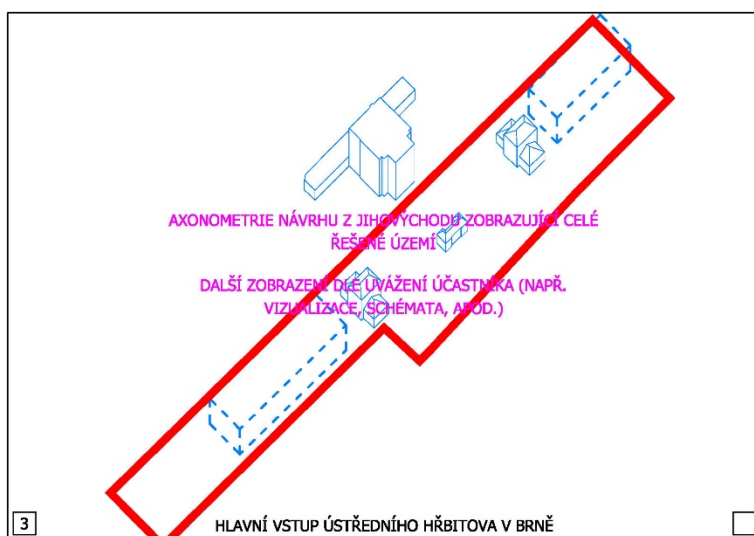 AXONOMETRIE NÁVRHU Z JIHOVÝCHODU ZOBRAZUJÍCÍ CELÉ
ŘEŠENÉ ÚZEMÍ
DALŠÍ ZOBRAZENÍ DLE UVÁŽENÍ ÚČASTNÍKA (NAPŘ.
VIZUALIZACE, SCHÉMATA, APOD.)
3
HLAVNÍ VSTUP ÚSTŘEDNÍHO HŘBITOVA V BRNĚ